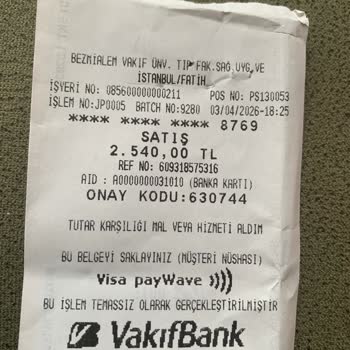 BEZMİALEM VAKIF ÜNV. TIP FAK.SAĞ.UYG.VE
İSTANBUL/FATİH
İŞYERİ NO: 085600000000211 POS NO: PS130053
İŞLEM NO:JP0005 BATCH NO:9280 03/04/2026-18:25
**** **** **** 8769
SATIŞ
2.540,00 TL
REF NO: 609318575316
AID : A0000000031010 (BANKA KARTI)
ONAY KODU:630744
TUTAR KARŞILIĞI MAL VEYA HİZMETİ ALDIM
BU BELGEYİ SAKLAYINIZ (MÜŞTERİ NÜSHASI)
Visa payWave
BU İŞLEM TEMASSIZ OLARAK GERÇEKLEŞTİRİLMİŞTİR
VakıfBank